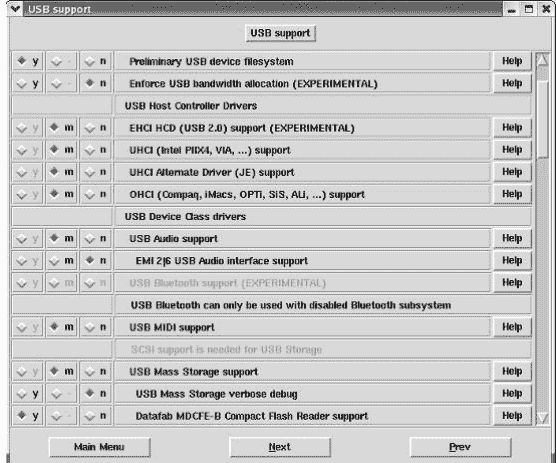 USB support
USB support
y - n Preliminary USB device filesystem Help
y - n Enforce USB bandwidth allocation (EXPERIMENTAL) Help
USB Host Controller Drivers
y m n EHCI HCD (USB 2.0) support (EXPERIMENTAL) Help
y m n UHCI (Intel PIIX4, VIA, ...) support Help
y m n UHCI Alternate Driver (JE) support Help
y m n OHCI (Compaq, iMacs, OPTi, SiS, ALi, ...) support Help
USB Device Class drivers
y m n USB Audio support Help
y m n EMI 2|6 USB Audio interface support Help
y m n USB Bluetooth support (EXPERIMENTAL) Help
USB Bluetooth can only be used with disabled Bluetooth subsystem
y m n USB MIDI support Help
SCSI support is needed for USB Storage
y m n USB Mass Storage support Help
y - n USB Mass Storage verbose debug Help
y - n Datafab MDCFE-B Compact Flash Reader support Help
Main Menu Next Prev